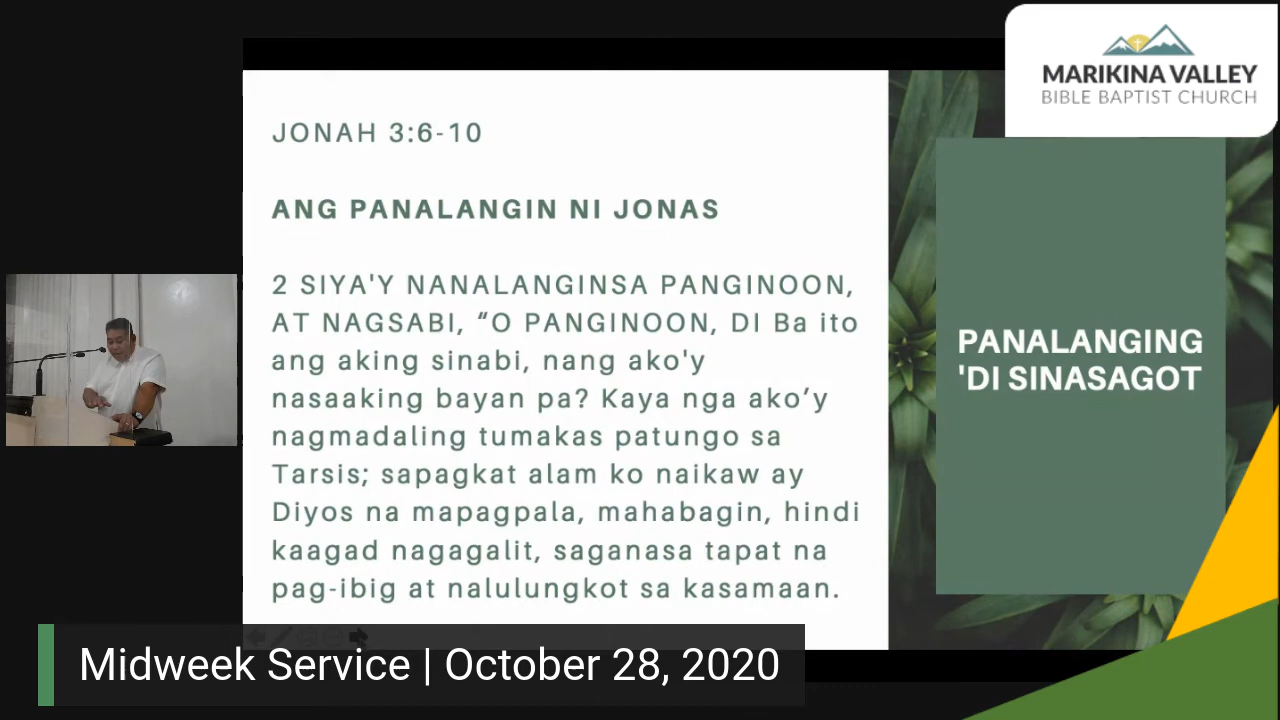 MARIKINA VALLEY
BIBLE BAPTIST CHURCH
JONAH 3:6-10
ANG PANALANGIN NI JONAS
2 SIYA'Y NANALANGINSA PANGINOON,
AT NAGSABI, “O PANGINOON, DI Ba ito
ang aking sinabi, nang ako'y
nasaaking bayan pa? Kaya nga ako’y
nagmadaling tumakas patungo sa
Tarsis; sapagkat alam ko naikaw ay
Diyos na mapagpala, mahabagin, hindi
kaagad nagagalit, saganasa tapat na
pag-ibig at nalulungkot sa kasamaan.
PANALANGING
'DI SINASAGOT
Midweek Service | October 28, 2020